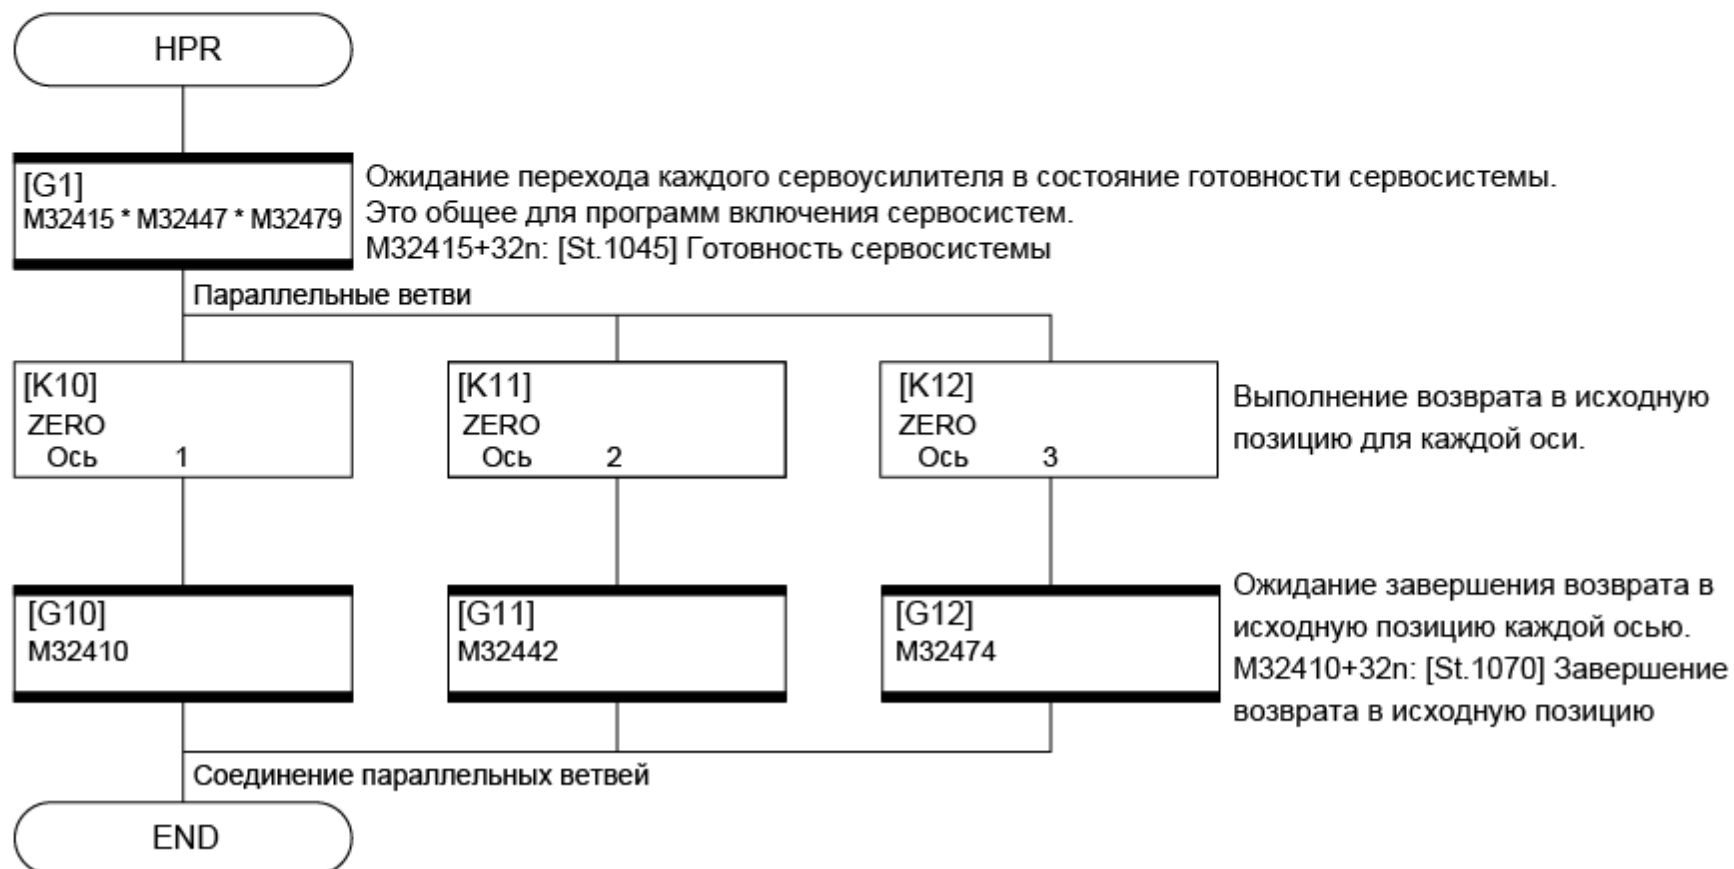 HPR
[G1]
M32415 * M32447 * M32479
Ожидание перехода каждого сервоусилителя в состояние готовности сервосистемы.
Это общее для программ включения сервосистем.
M32415+32n: [St.1045] Готовность сервосистемы
Параллельные ветви
[K10]
ZERO
Ось 1
[K11]
ZERO
Ось 2
[K12]
ZERO
Ось 3
Выполнение возврата в исходную
позицию для каждой оси.
[G10]
M32410
[G11]
M32442
[G12]
M32474
Ожидание завершения возврата в
исходную позицию каждой осью.
M32410+32n: [St.1070] Завершение
возврата в исходную позицию
Соединение параллельных ветвей
END